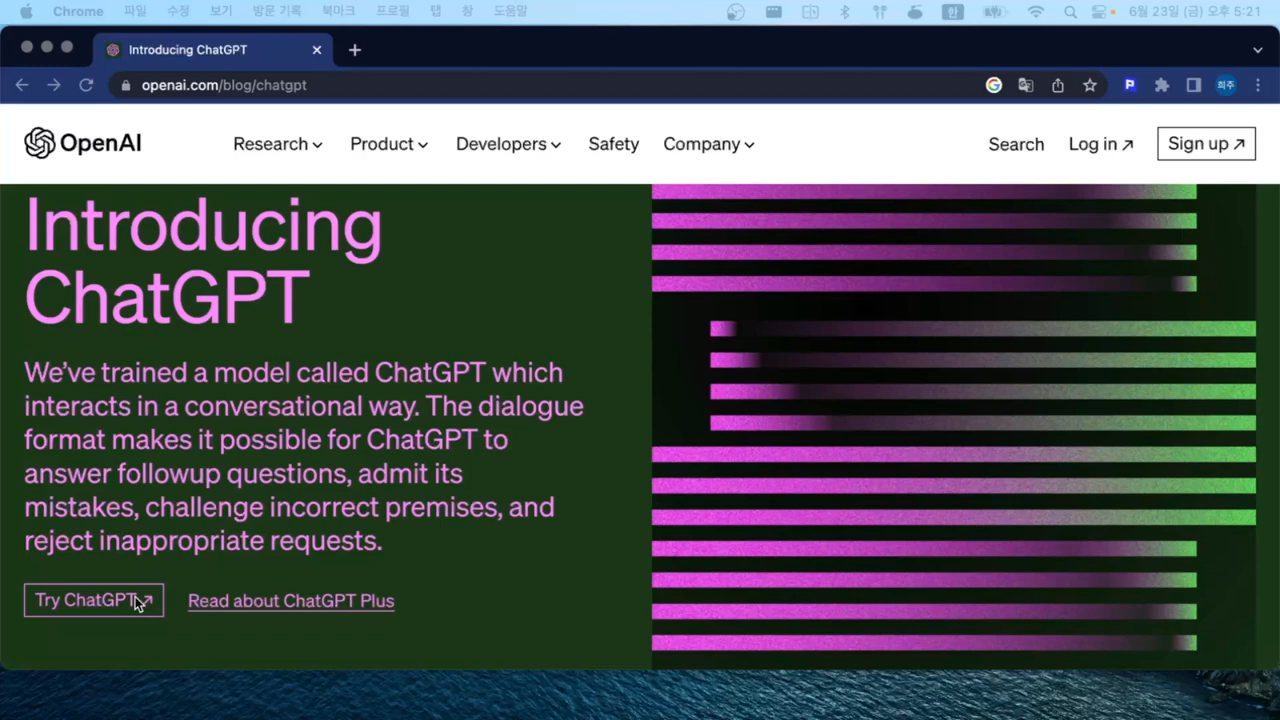 Chrome 파일 수정 보기 방문 기록 북마크 프로필 탭 창 도움말 한 6월 23일 (금) 오후 5:21
Introducing ChatGPT
openai.com/blog/chatgpt 희주
OpenAI Research Product Developers Safety Company Search Log in ↗ Sign up ↗
Introducing
ChatGPT
We’ve trained a model called ChatGPT which
interacts in a conversational way. The dialogue
format makes it possible for ChatGPT to
answer followup questions, admit its
mistakes, challenge incorrect premises, and
reject inappropriate requests.
Try ChatGPT ↗ Read about ChatGPT Plus